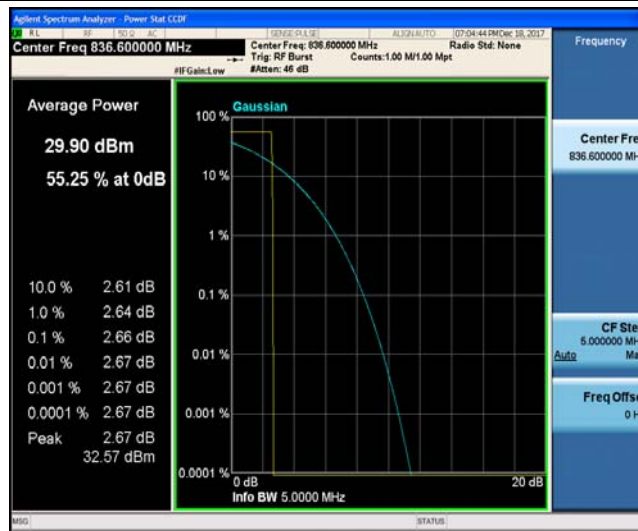 Agilent Spectrum Analyzer - Power Stat CCDF
RL RF 50 Ω AC SENSE:PULSE ALIGN AUTO 07:04:44 PM Dec 18, 2017
Center Freq 836.600000 MHz
Center Freq: 836.600000 MHz Radio Std: None
Trig: RF Burst Counts:1.00 M/1.00 Mpt
#IFGain:Low #Atten: 46 dB
Frequency
Average Power
29.90 dBm
55.25 % at 0dB
10.0 % 2.61 dB
1.0 % 2.64 dB
0.1 % 2.66 dB
0.01 % 2.67 dB
0.001 % 2.67 dB
0.0001 % 2.67 dB
Peak 2.67 dB
32.57 dBm
Gaussian
100 %
10 %
1 %
0.1 %
0.01 %
0.001 %
0.0001 %
0 dB 20 dB
Info BW 5.0000 MHz
Center Fre
836.600000 MH
CF Ste
5.000000 MH
Auto Ma
Freq Offse
0 H
MSG STATUS